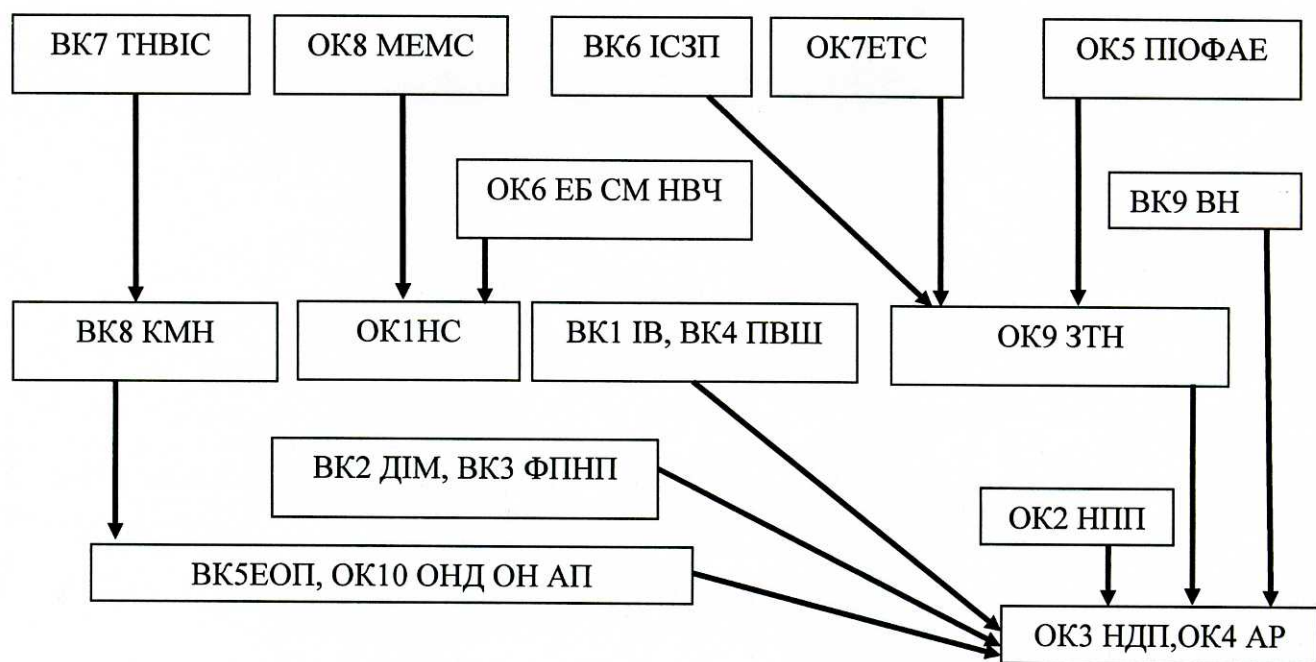 ВК7 ТНВІС
ОК8 МЕМС
ВК6 ІСЗП
ОК7ЕТС
ОК5 ПІОФАЕ
ОК6 ЕБ СМ НВЧ
ВК9 ВН
ВК8 КМН
ОК1НС
ВК1 ІВ, ВК4 ПВШ
ОК9 ЗТН
ВК2 ДІМ, ВК3 ФПНП
ОК2 НПП
ВК5ЕОП, ОК10 ОНД ОН АП
ОК3 НДП,ОК4 АР